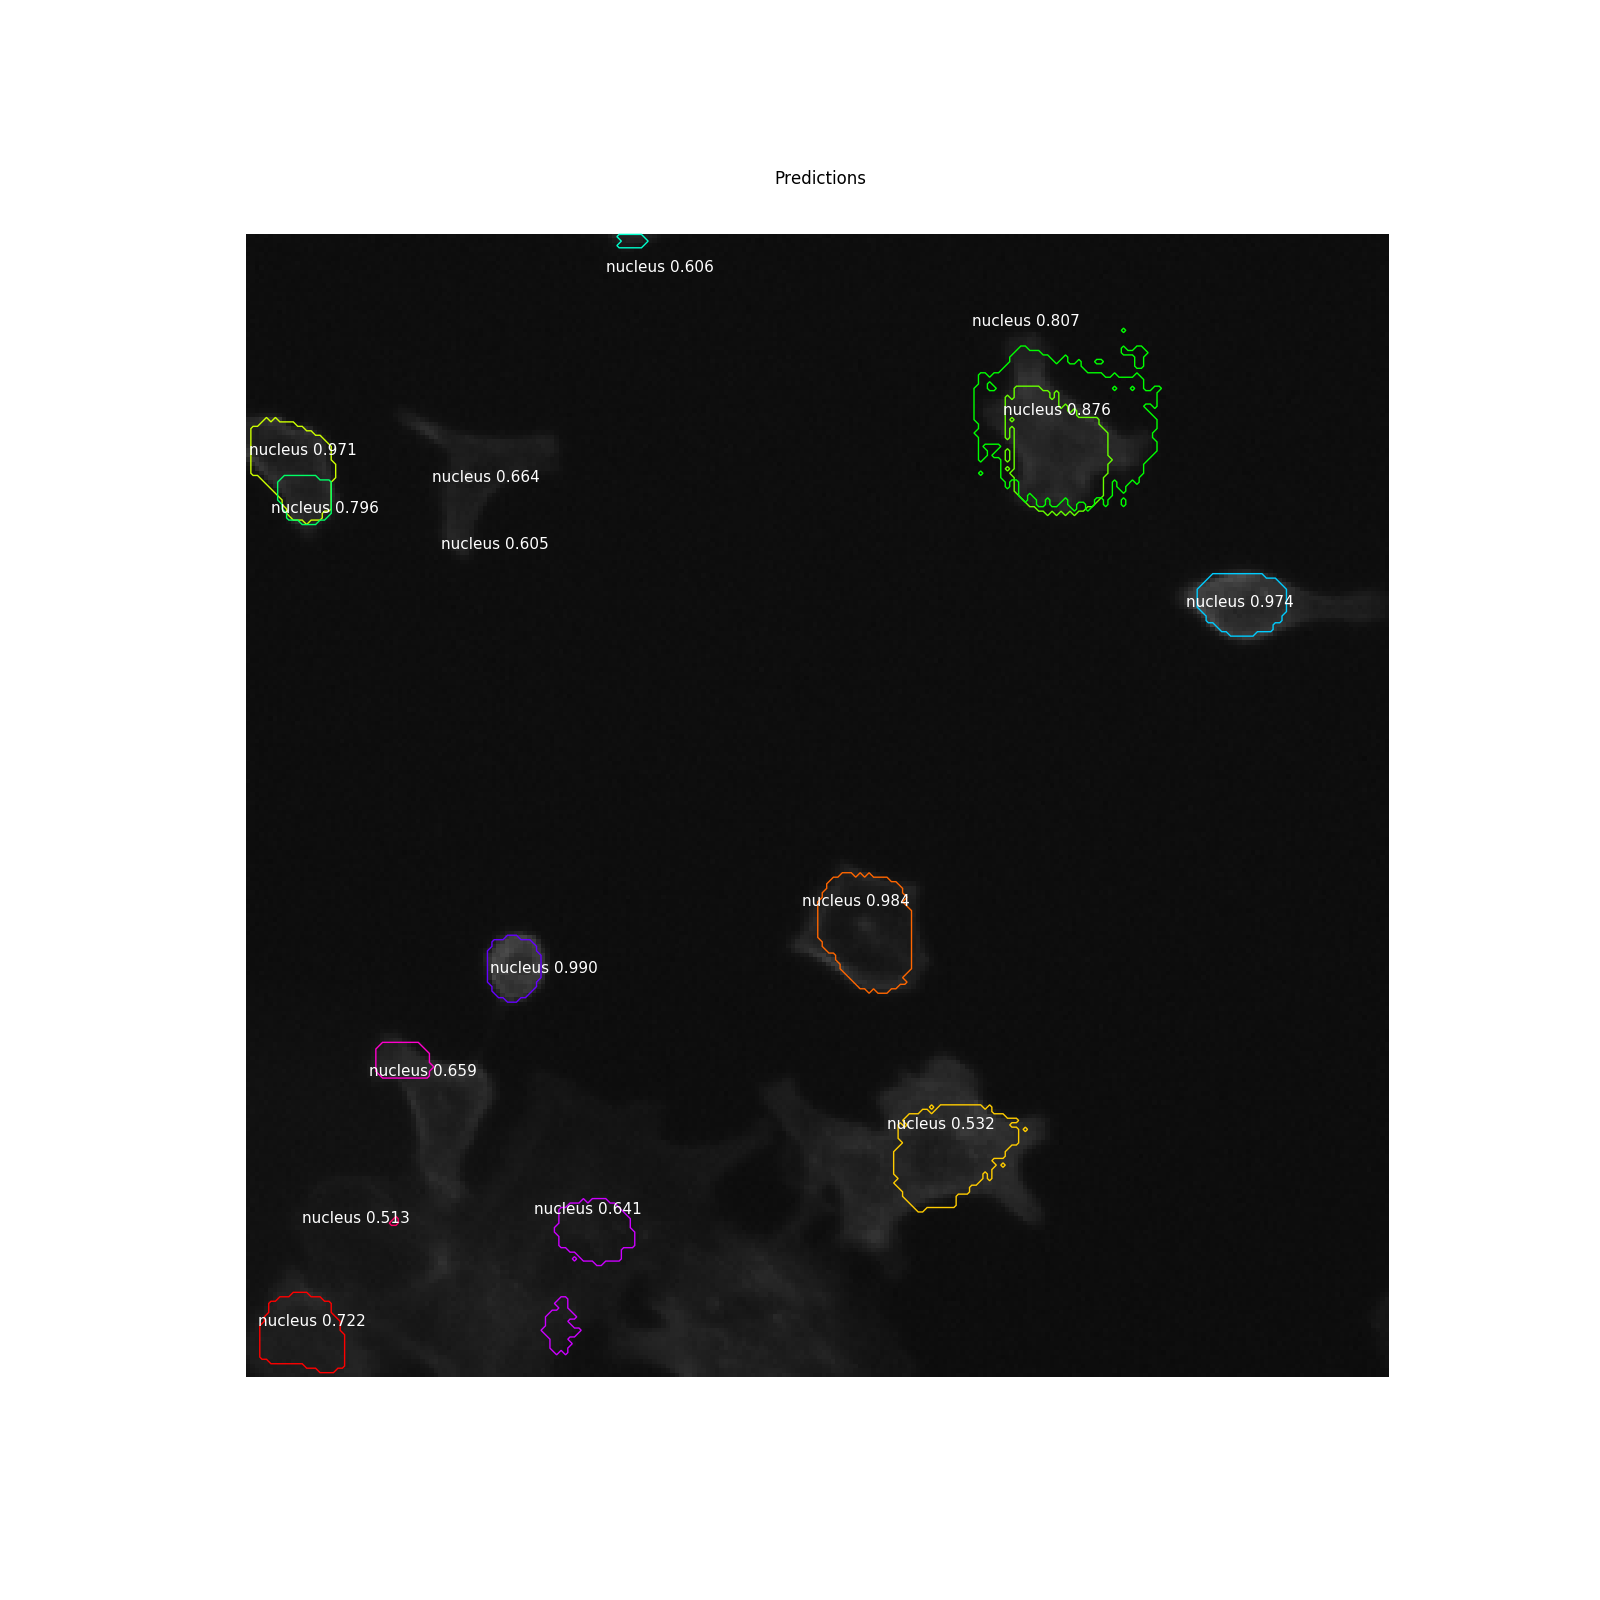 Predictions
nucleus 0.606
nucleus 0.807
nucleus 0.876
nucleus 0.971
nucleus 0.664
nucleus 0.796
nucleus 0.605
nucleus 0.974
nucleus 0.984
nucleus 0.990
nucleus 0.659
nucleus 0.532
nucleus 0.641
nucleus 0.513
nucleus 0.722